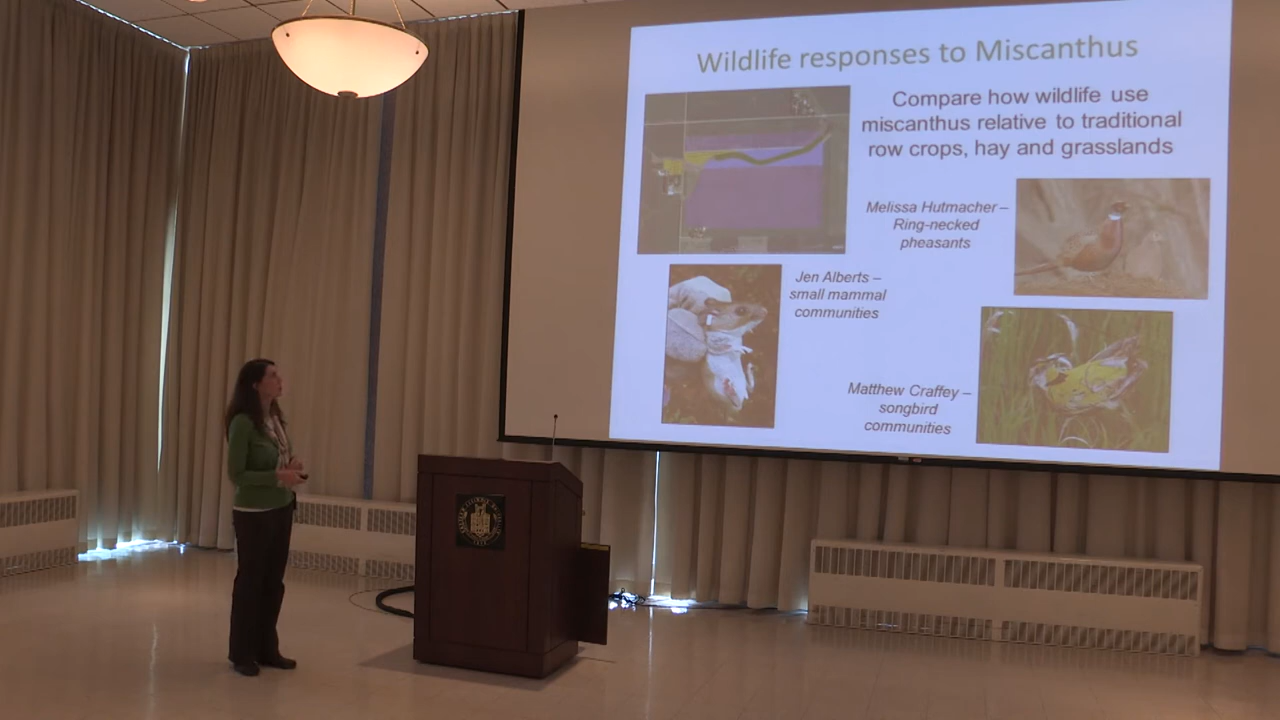 Wildlife responses to Miscanthus
Compare how wildlife use
miscanthus relative to traditional
row crops, hay and grasslands
Melissa Hutmacher –
Ring-necked
pheasants
Jen Alberts –
small mammal
communities
Matthew Craffey –
songbird
communities